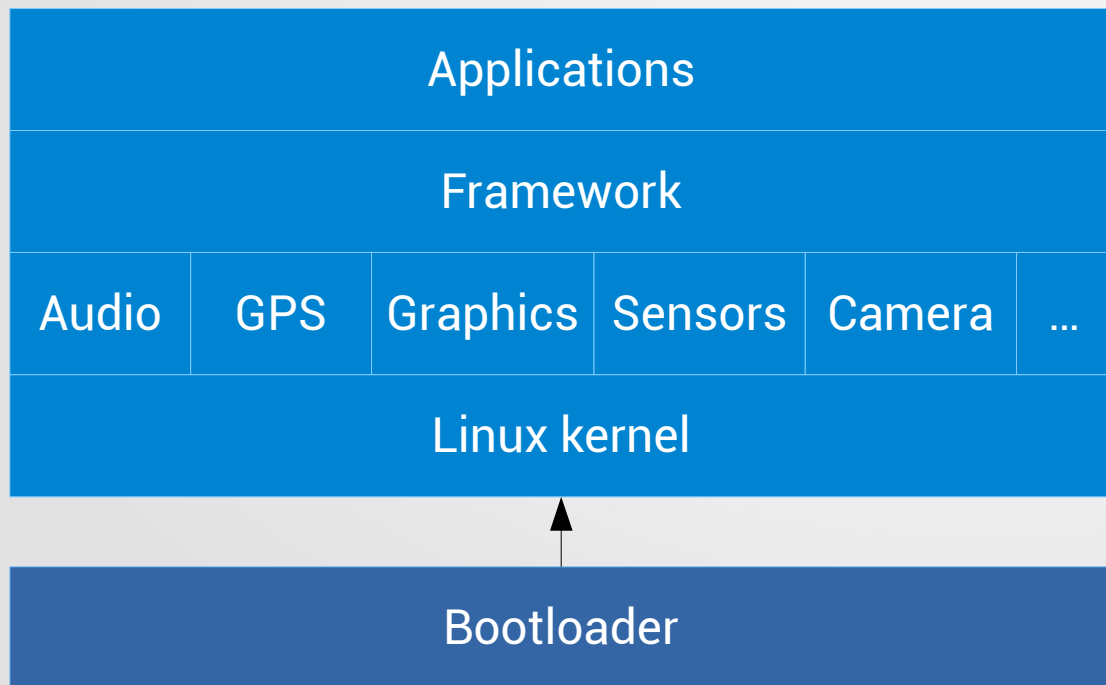 Applications
Framework
Audio GPS Graphics Sensors Camera ...
Linux kernel
Bootloader